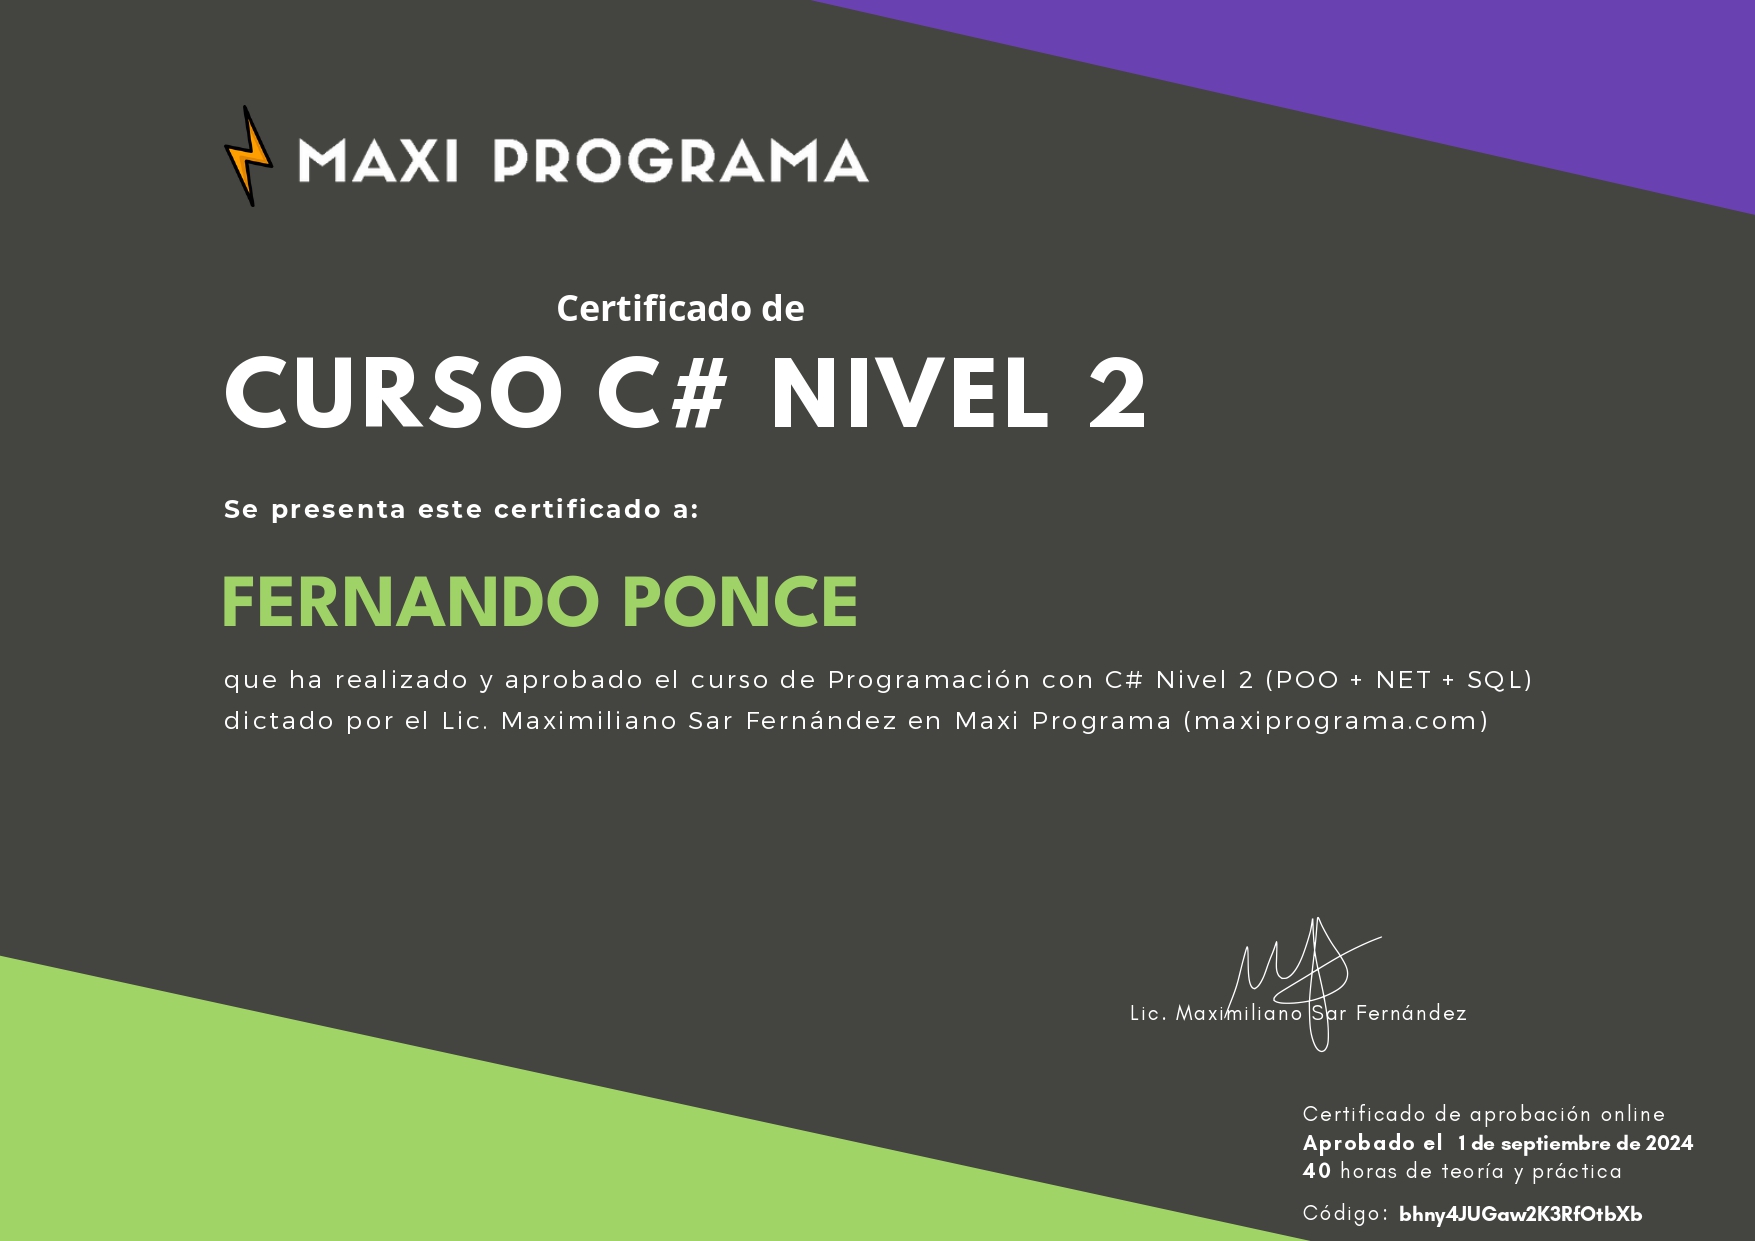 MAXI PROGRAMA
Certificado de
CURSO C# NIVEL 2
Se presenta este certificado a:
FERNANDO PONCE
que ha realizado y aprobado el curso de Programación con C# Nivel 2 (POO + NET + SQL)
dictado por el Lic. Maximiliano Sar Fernández en Maxi Programa (maxiprograma.com)
Lic. Maximiliano Sar Fernández
Certificado de aprobación online
Aprobado el 1 de septiembre de 2024
40 horas de teoría y práctica
Código: bhny4JUGaw2K3RfOtbXb